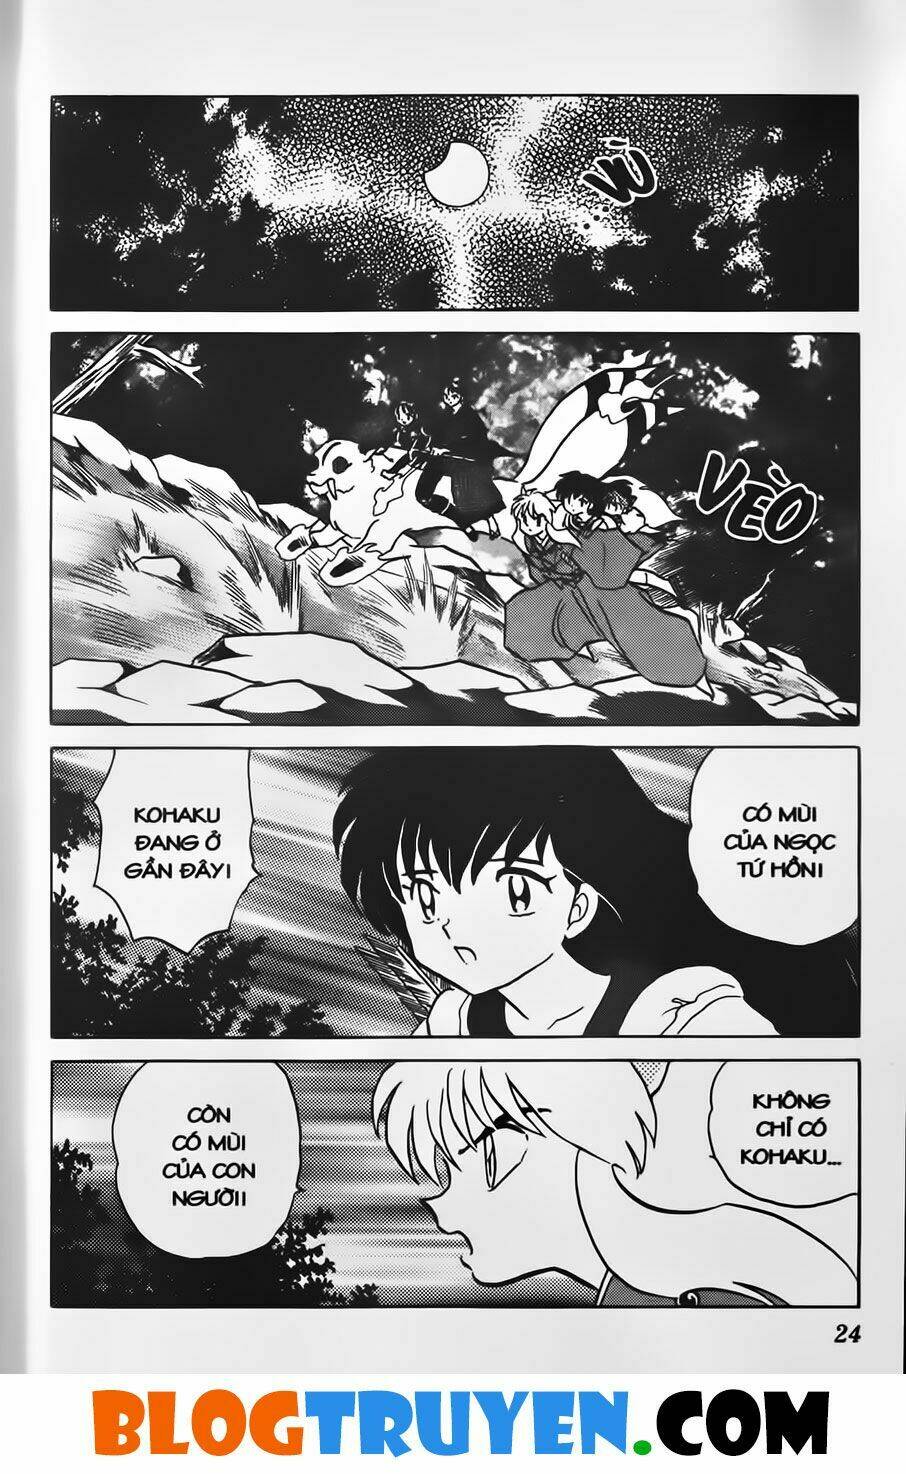 VÙ
VÈO
CÓ MÙI
CỦA NGỌC
TỨ HỒN!
KOHAKU
ĐANG Ở
GẦN ĐÂY!
KHÔNG
CHỈ CÓ
KOHAKU...
CÒN
CÓ MÙI
CỦA CON
NGƯỜI!
24
BLOGTRUYEN.COM